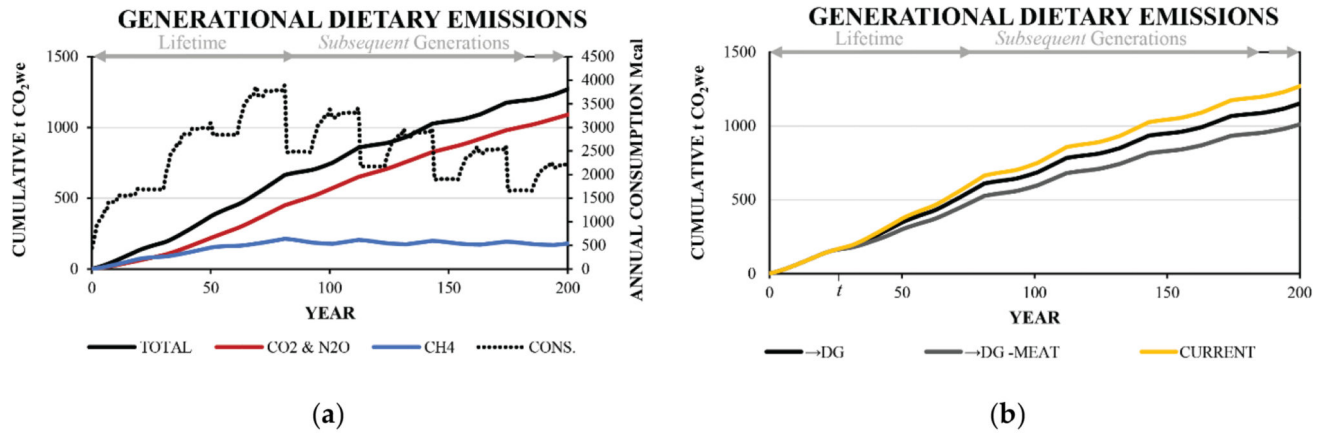 (a)
GENERATIONAL DIETARY EMISSIONS
Lifetime Subsequent Generations
CUMULATIVE t CO₂we
1500
1000
500
0
4500
4000
3500
3000
2500
2000
1500
1000
500
0
ANNUAL CONSUMPTION Mcal
0 50 100 150 200
YEAR
TOTAL CO2 & N2O CH4 CONS.
(a)
(b)
GENERATIONAL DIETARY EMISSIONS
Lifetime Subsequent Generations
CUMULATIVE t CO₂we
1500
1000
500
0
0 t 50 100 150 200
YEAR
→DG →DG -MEAT CURRENT
(b)